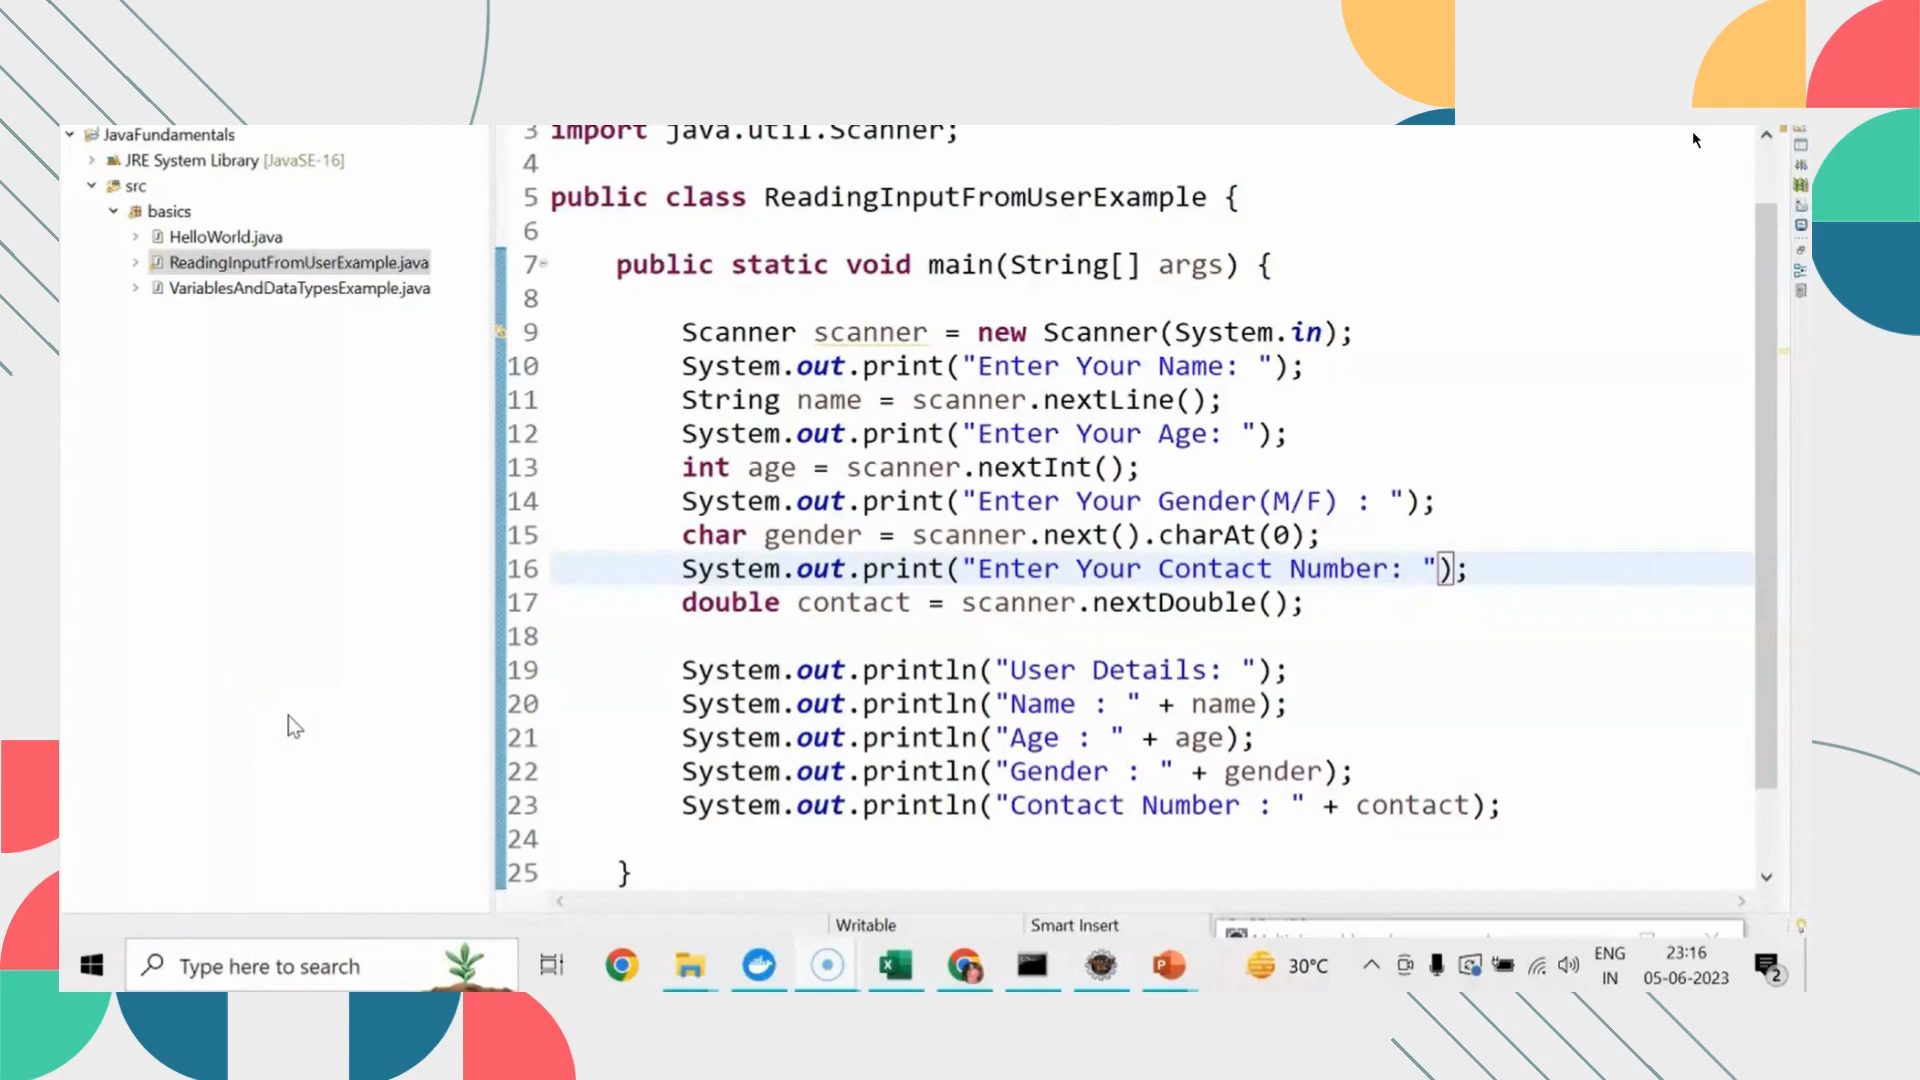 JavaFundamentals
JRE System Library [JavaSE-16]
src
basics
HelloWorld.java
ReadingInputFromUserExample.java
VariablesAndDataTypesExample.java
3 import java.util.Scanner;
4
5 public class ReadingInputFromUserExample {
6
7 public static void main(String[] args) {
8
9 Scanner scanner = new Scanner(System.in);
10 System.out.print("Enter Your Name: ");
11 String name = scanner.nextLine();
12 System.out.print("Enter Your Age: ");
13 int age = scanner.nextInt();
14 System.out.print("Enter Your Gender(M/F) : ");
15 char gender = scanner.next().charAt(0);
16 System.out.print("Enter Your Contact Number: ");
17 double contact = scanner.nextDouble();
18
19 System.out.println("User Details: ");
20 System.out.println("Name : " + name);
21 System.out.println("Age : " + age);
22 System.out.println("Gender : " + gender);
23 System.out.println("Contact Number : " + contact);
24
25 }
Writable Smart Insert
Type here to search
30°C
ENG
IN
23:16
05-06-2023
2